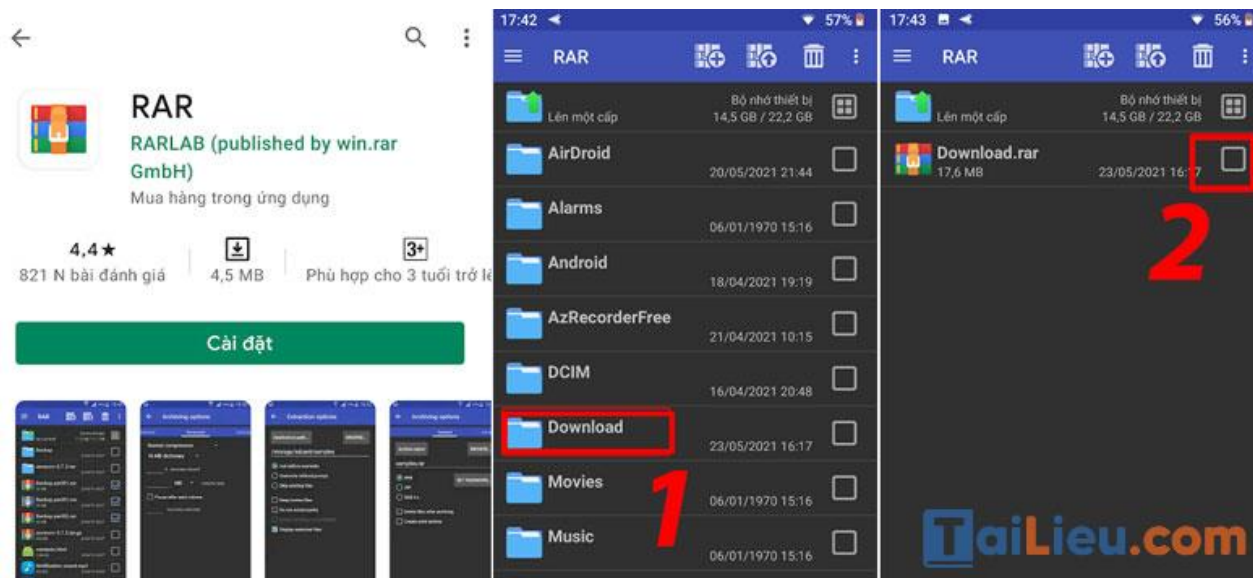 RAR
RARLAB (published by win.rar
GmbH)
Mua hàng trong ứng dụng
4,4★
821 N bài đánh giá
4,5 MB
3+
Phù hợp cho 3 tuổi trở lê
Cài đặt
17:42
57%
RAR
Lên một cấp
Bộ nhớ thiết bị
14,5 GB / 22,2 GB
AirDroid
20/05/2021 21:44
Alarms
06/01/1970 15:16
Android
18/04/2021 19:19
AzRecorderFree
21/04/2021 10:15
DCIM
16/04/2021 20:48
Download
23/05/2021 16:17
Movies
06/01/1970 15:16
Music
06/01/1970 15:16
1
17:43
56%
RAR
Lên một cấp
Bộ nhớ thiết bị
14,5 GB / 22,2 GB
Download.rar
17,6 MB
23/05/2021 16:17
2
TaiLieu.com